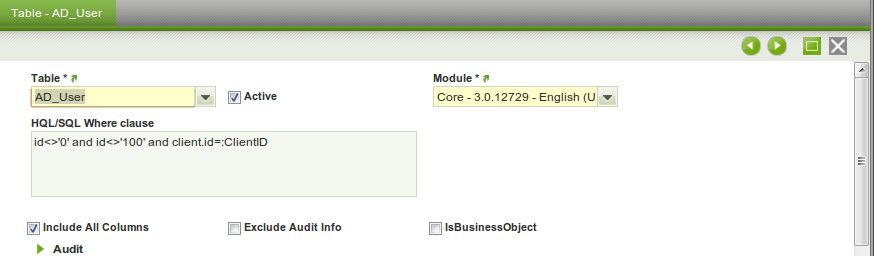 Table - AD_User
Table * Module *
AD_User Active Core - 3.0.12729 - English (U
HQL/SQL Where clause
id<>'0' and id<>'100' and client.id=:ClientID
Include All Columns Exclude Audit Info IsBusinessObject
Audit